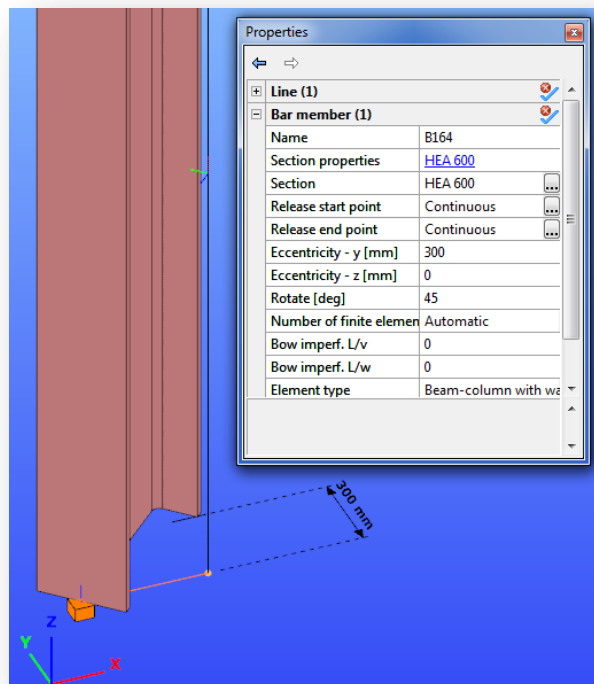 Properties
Line (1)
Bar member (1)
Name B164
Section properties HEA 600
Section HEA 600 ...
Release start point Continuous ...
Release end point Continuous ...
Eccentricity - y [mm] 300
Eccentricity - z [mm] 0
Rotate [deg] 45
Number of finite elemen Automatic
Bow imperf. L/v 0
Bow imperf. L/w 0
Element type Beam-column with wa
300 mm
Z
Y
X